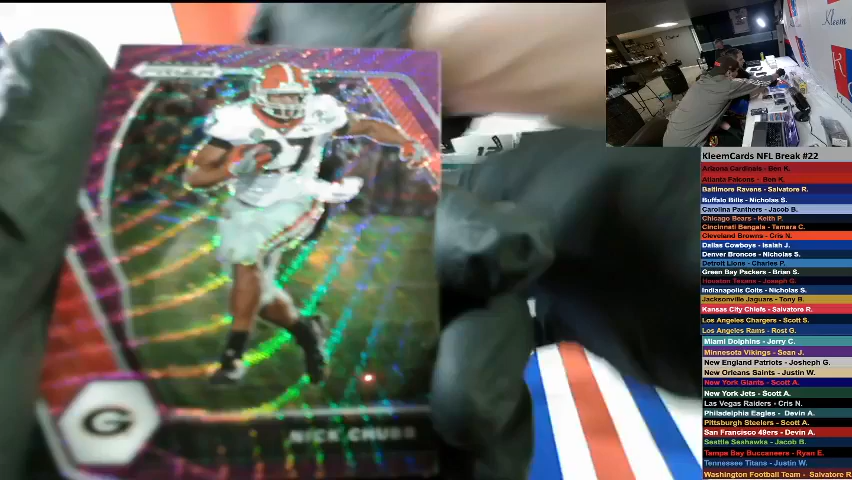 PRIZM
27
G
NICK CHUBB
Kleem
K
KleemCards NFL Break #22
Arizona Cardinals - Ben K.
Atlanta Falcons - Ben K.
Baltimore Ravens - Salvatore R.
Buffalo Bills - Nicholas S.
Carolina Panthers - Jacob B.
Chicago Bears - Keith P.
Cincinnati Bengals - Tamara C.
Cleveland Browns - Cris N.
Dallas Cowboys - Isaiah J.
Denver Broncos - Nicholas S.
Detroit Lions - Charles P.
Green Bay Packers - Brian S.
Houston Texans - Joseph G.
Indianapolis Colts - Nicholas S.
Jacksonville Jaguars - Tony B.
Kansas City Chiefs - Salvatore R.
Los Angeles Chargers - Scott S.
Los Angeles Rams - Rost G.
Miami Dolphins - Jerry C.
Minnesota Vikings - Sean J.
New England Patriots - Josheph G.
New Orleans Saints - Justin W.
New York Giants - Scott A.
New York Jets - Scott A.
Las Vegas Raiders - Cris N.
Philadelphia Eagles - Devin A.
Pittsburgh Steelers - Scott A.
San Francisco 49ers - Devin A.
Seattle Seahawks - Jacob B.
Tampa Bay Buccaneers - Ryan E.
Tennessee Titans - Justin W.
Washington Football Team - Salvatore R